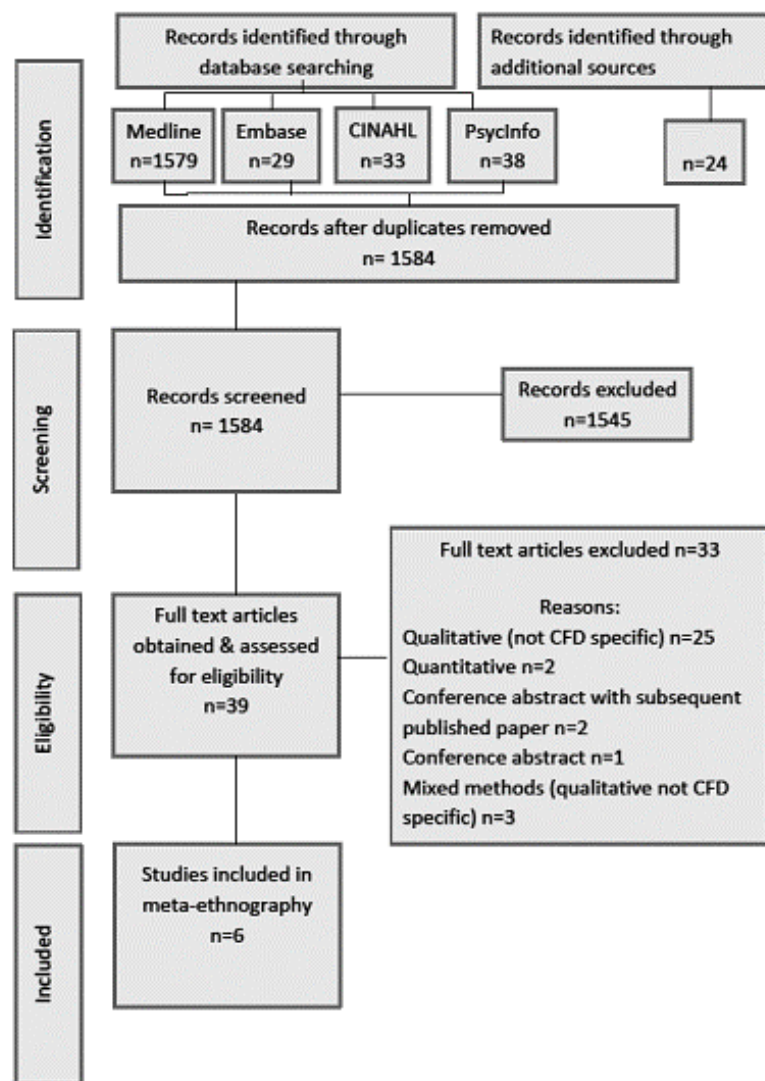 Records identified through
database searching
Records identified through
additional sources
Medline
n=1579
Embase
n=29
CINAHL
n=33
PsycInfo
n=38
n=24
Records after duplicates removed
n= 1584
Identification
Records screened
n= 1584
Records excluded
n=1545
Screening
Full text articles
obtained & assessed
for eligibility
n=39
Full text articles excluded n=33
Reasons:
Qualitative (not CFD specific) n=25
Quantitative n=2
Conference abstract with subsequent
published paper n=2
Conference abstract n=1
Mixed methods (qualitative not CFD
specific) n=3
Eligibility
Studies included in
meta-ethnography
n=6
Included